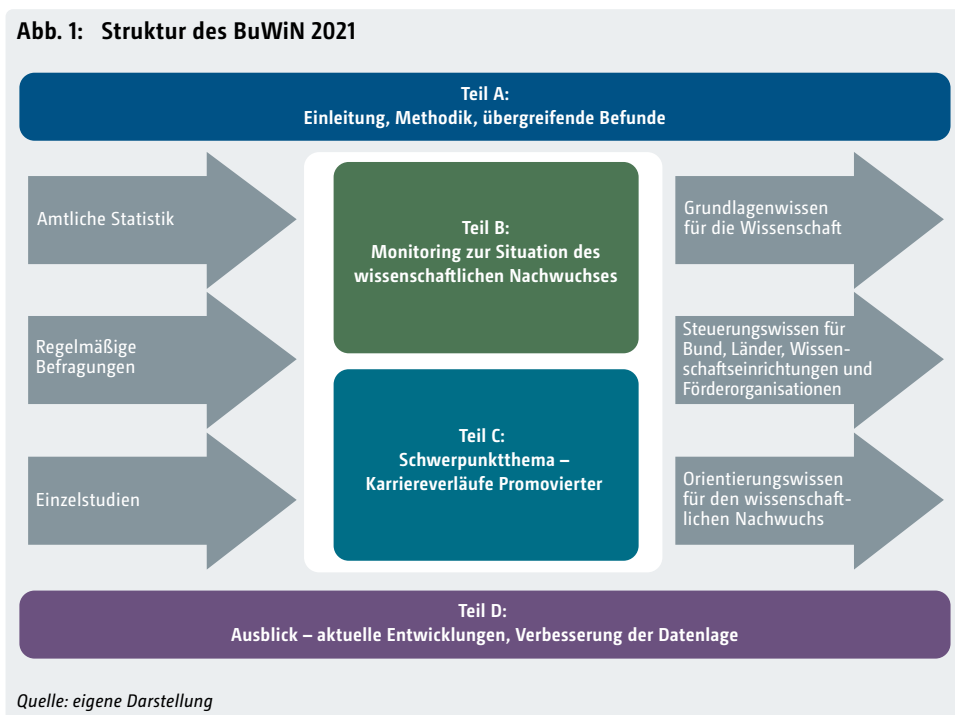 Abb. 1: Struktur des BuWiN 2021
Teil A:
Einleitung, Methodik, übergreifende Befunde
Amtliche Statistik
Regelmäßige
Befragungen
Einzelstudien
Teil B:
Monitoring zur Situation des
wissenschaftlichen Nachwuchses
Teil C:
Schwerpunktthema –
Karriereverläufe Promovierter
Grundlagenwissen
für die Wissenschaft
Steuerungswissen für
Bund, Länder, Wissen-
schaftseinrichtungen und
Förderorganisationen
Orientierungswissen
für den wissenschaft-
lichen Nachwuchs
Teil D:
Ausblick – aktuelle Entwicklungen, Verbesserung der Datenlage
Quelle: eigene Darstellung